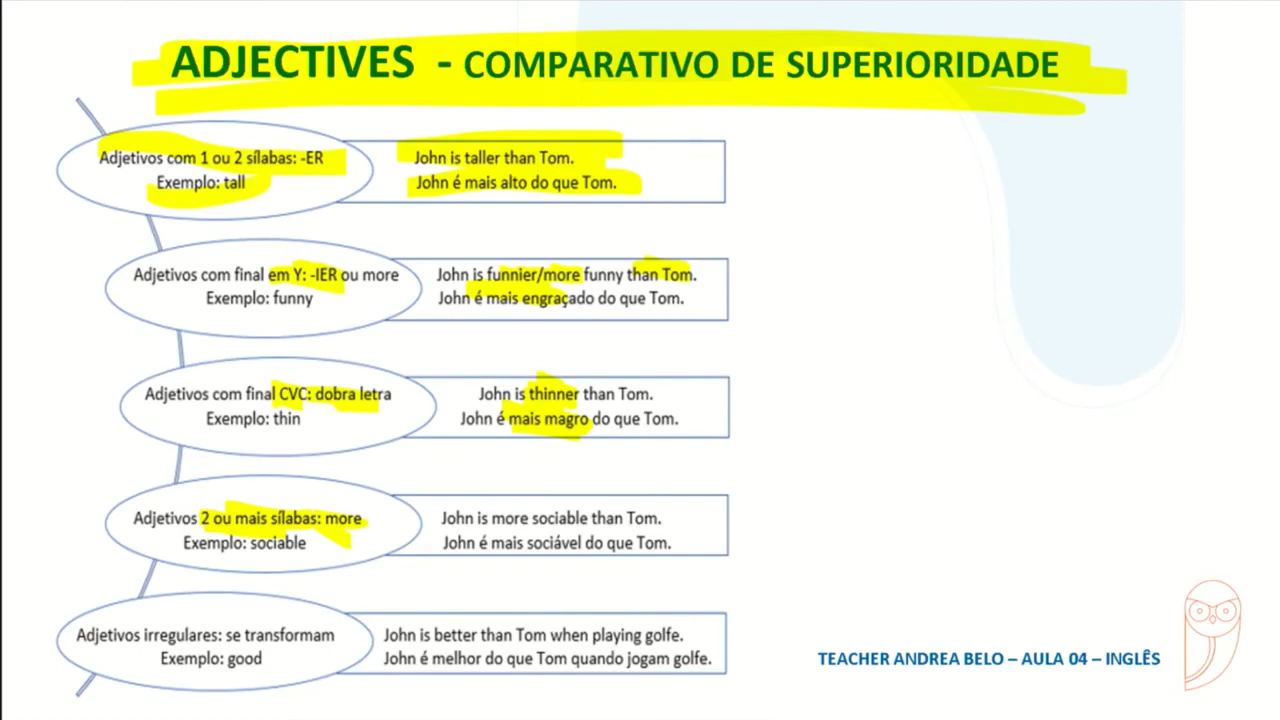 ADJECTIVES - COMPARATIVO DE SUPERIORIDADE
Adjetivos com 1 ou 2 sílabas: -ER
Exemplo: tall
John is taller than Tom.
John é mais alto do que Tom.
Adjetivos com final em Y: -IER ou more
Exemplo: funny
John is funnier/more funny than Tom.
John é mais engraçado do que Tom.
Adjetivos com final CVC: dobra letra
Exemplo: thin
John is thinner than Tom.
John é mais magro do que Tom.
Adjetivos 2 ou mais sílabas: more
Exemplo: sociable
John is more sociable than Tom.
John é mais sociável do que Tom.
Adjetivos irregulares: se transformam
Exemplo: good
John is better than Tom when playing golfe.
John é melhor do que Tom quando jogam golfe.
TEACHER ANDREA BELO – AULA 04 – INGLÊS